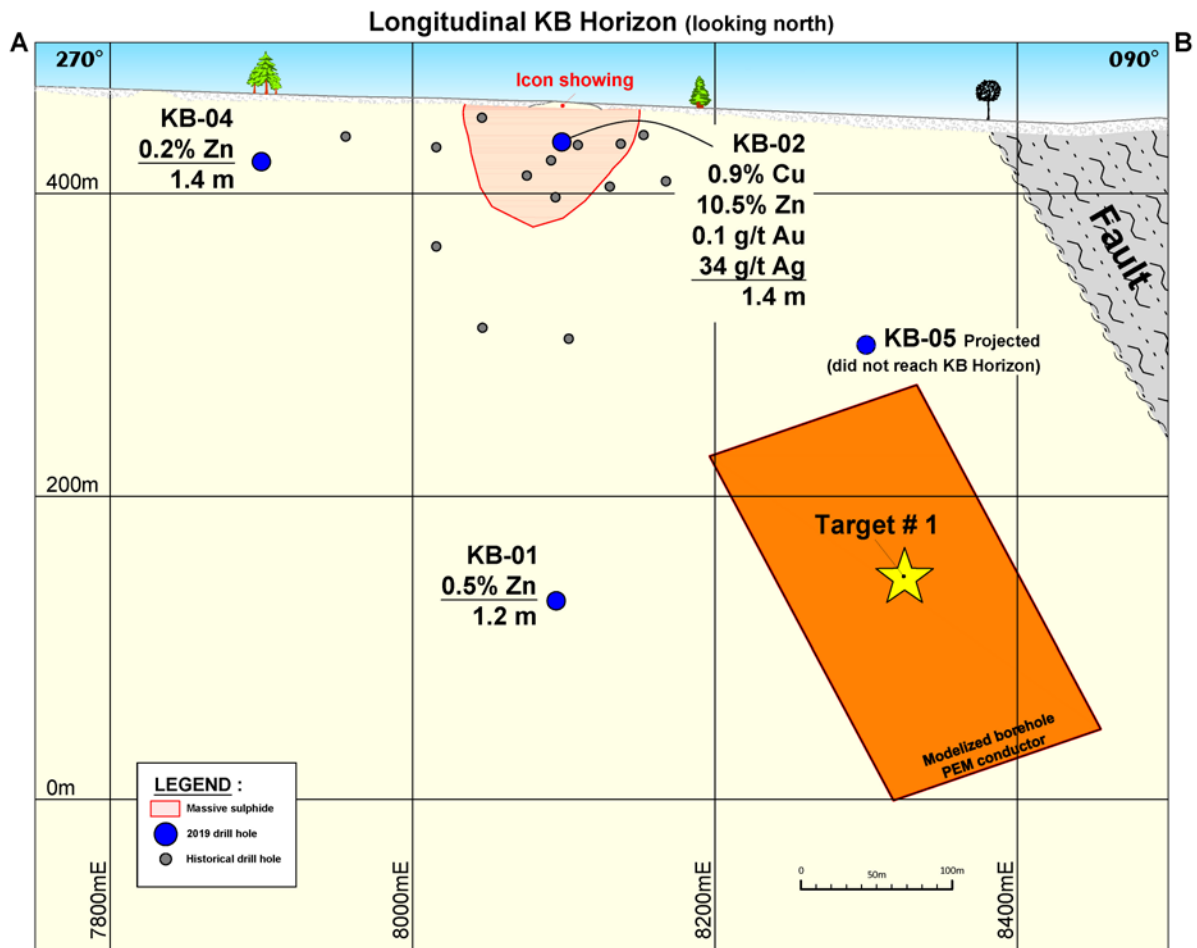 Longitudinal KB Horizon (looking north)
A
B
270°
090°
Icon showing
KB-04
0.2% Zn
1.4 m
KB-02
0.9% Cu
10.5% Zn
0.1 g/t Au
34 g/t Ag
1.4 m
400m
Fault
KB-05 Projected
(did not reach KB Horizon)
200m
Target # 1
KB-01
0.5% Zn
1.2 m
Modelized borehole
PEM conductor
0m
LEGEND :
Massive sulphide
2019 drill hole
Historical drill hole
0 50m 100m
7800mE
8000mE
8200mE
8400mE